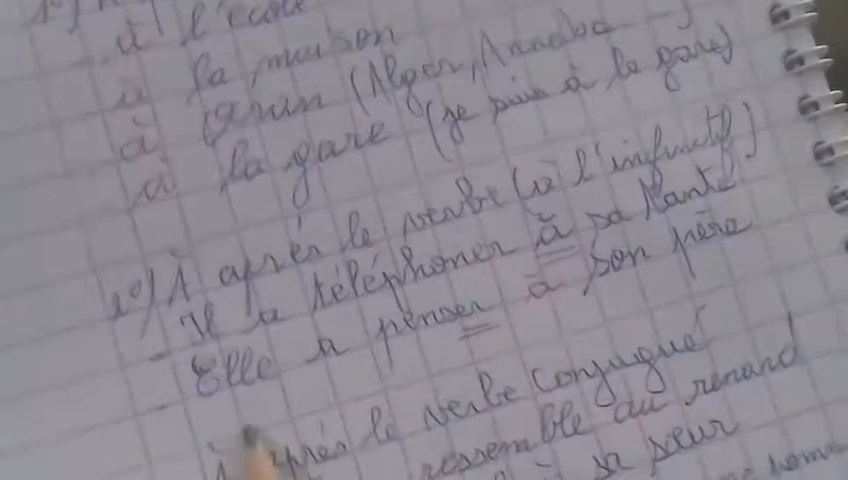 à l'école
à la maison
à Oran (Alger, Annaba
à la gare (je suis à la gare)
2°) À après le verbe (à l'infinitif)
- Il a téléphoner à sa tante
- Elle a penser à son père
À après le verbe conjugué
ressemble au renard
à sa sœur